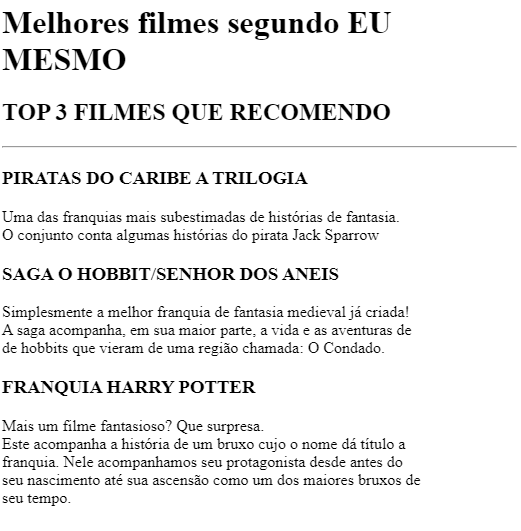 Melhores filmes segundo EU
MESMO
TOP 3 FILMES QUE RECOMENDO
PIRATAS DO CARIBE A TRILOGIA
Uma das franquias mais subestimadas de histórias de fantasia.
O conjunto conta algumas histórias do pirata Jack Sparrow
SAGA O HOBBIT/SENHOR DOS ANEIS
Simplesmente a melhor franquia de fantasia medieval já criada!
A saga acompanha, em sua maior parte, a vida e as aventuras de
de hobbits que vieram de uma região chamada: O Condado.
FRANQUIA HARRY POTTER
Mais um filme fantasioso? Que surpresa.
Este acompanha a história de um bruxo cujo o nome dá título a
franquia. Nele acompanhamos seu protagonista desde antes do
seu nascimento até sua ascensão como um dos maiores bruxos de
seu tempo.